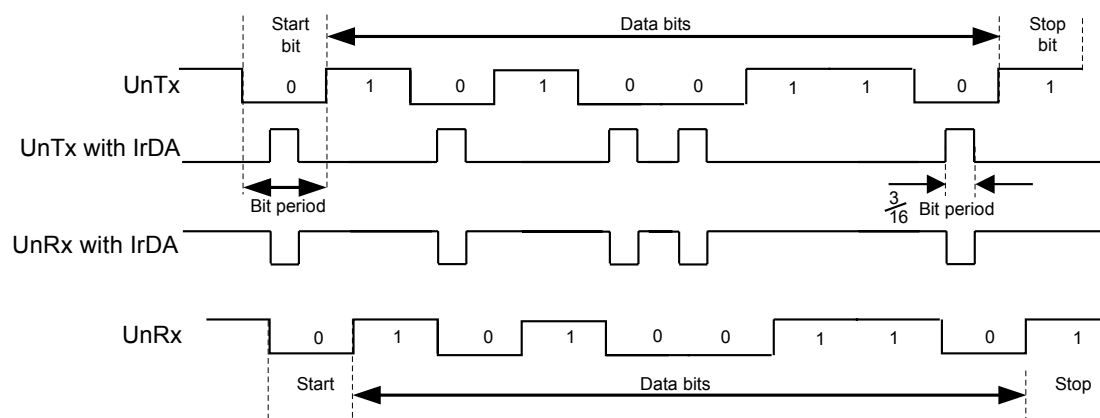 Start bit
Data bits
Stop bit
UnTx
0 1 0 1 0 0 1 1 0 1
UnTx with IrDA
Bit period
3/16 Bit period
UnRx with IrDA
UnRx
0 1 0 1 0 0 1 1 0 1
Start
Data bits
Stop